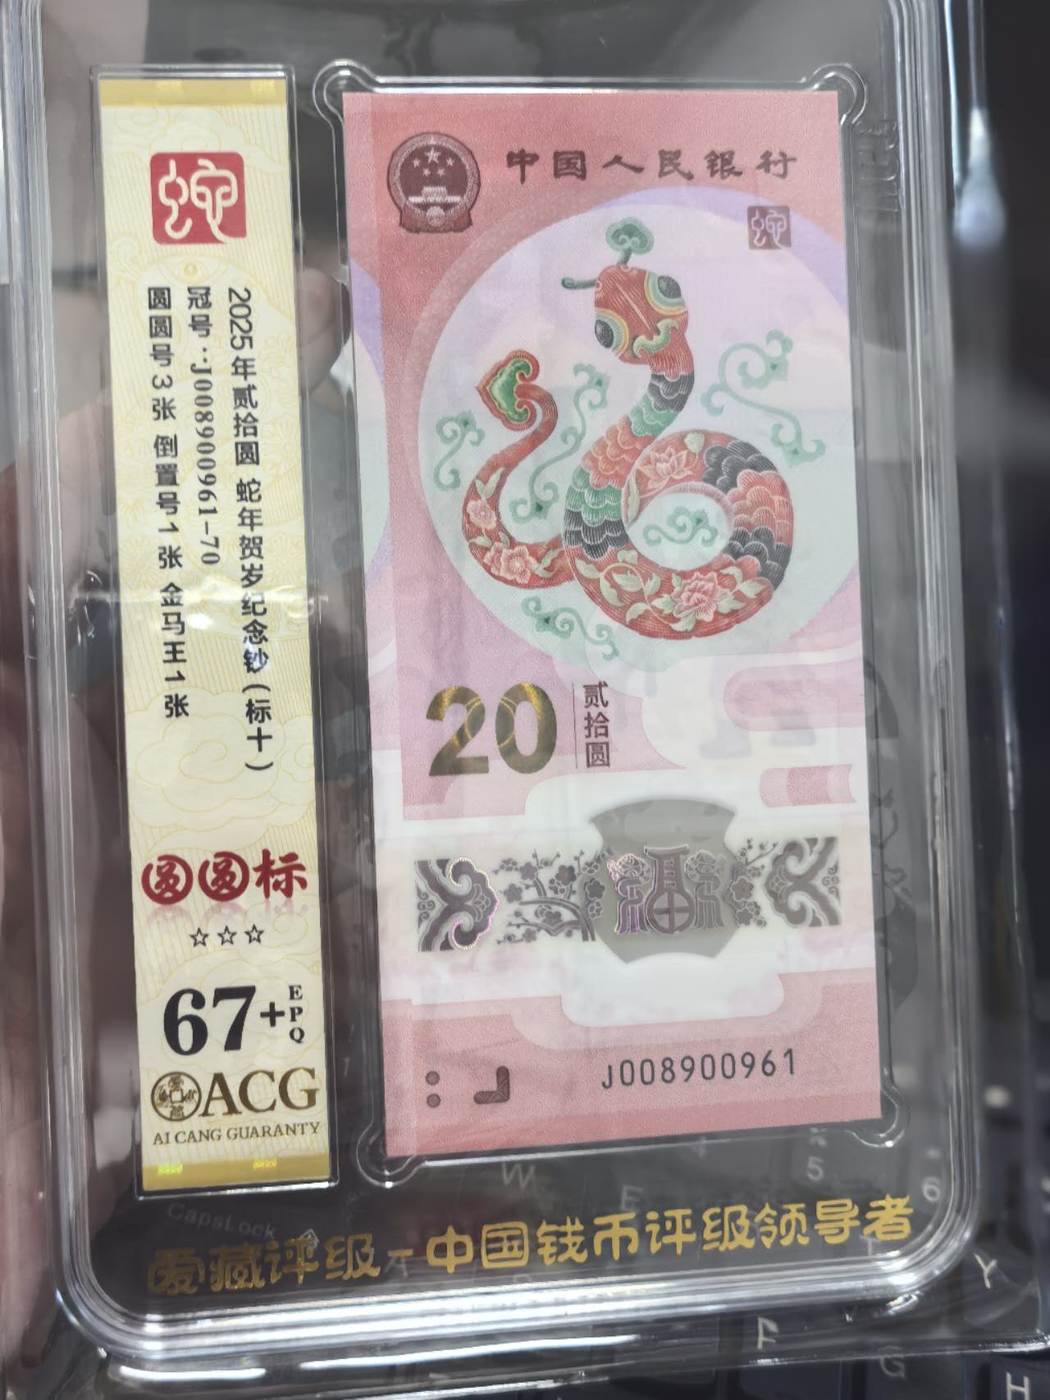 蛇
2025年贰拾圆 蛇年贺岁纪念钞(标十)
冠号:J008900961-70
圆圆号3张 倒置号1张 金马王1张
圆圆标
☆☆☆
67+
EPQ
ACG
AI CANG GUARANTY
中国人民银行
蛇
20
贰拾圆
福
J008900961
爱藏评级-中国钱币评级领导者
CapsLock
W
E
5
6
F
G
Y
H